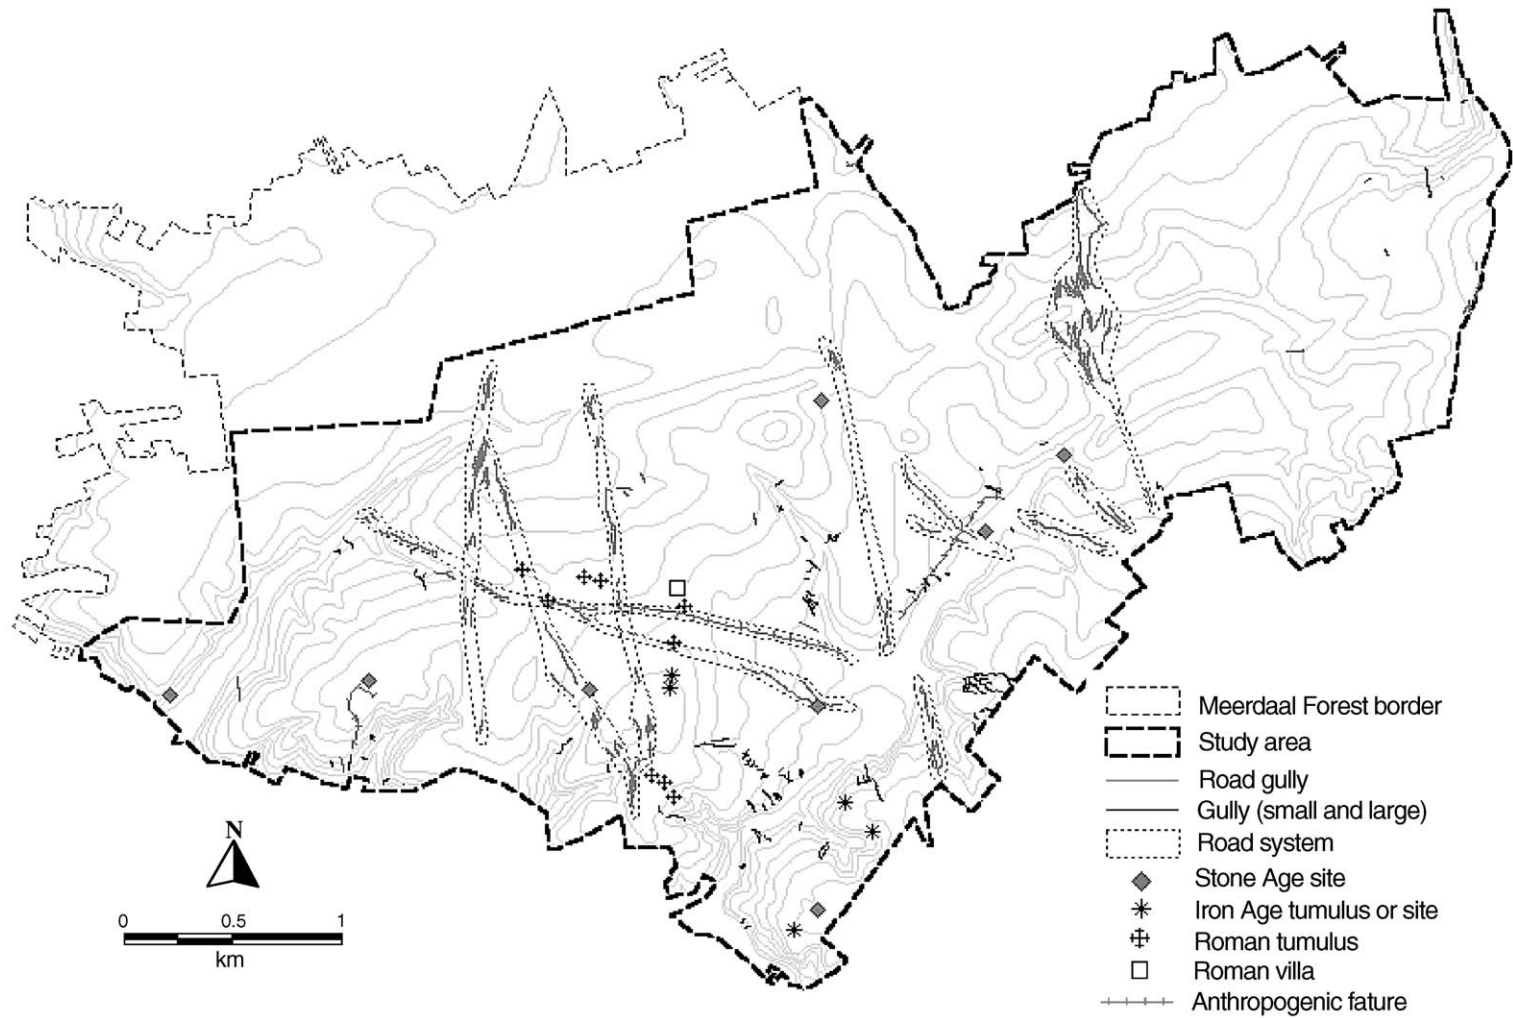 Meerdaal Forest border
Study area
Road gully
Gully (small and large)
Road system
Stone Age site
Iron Age tumulus or site
Roman tumulus
Roman villa
Anthropogenic fature
N
0 0.5 1
km